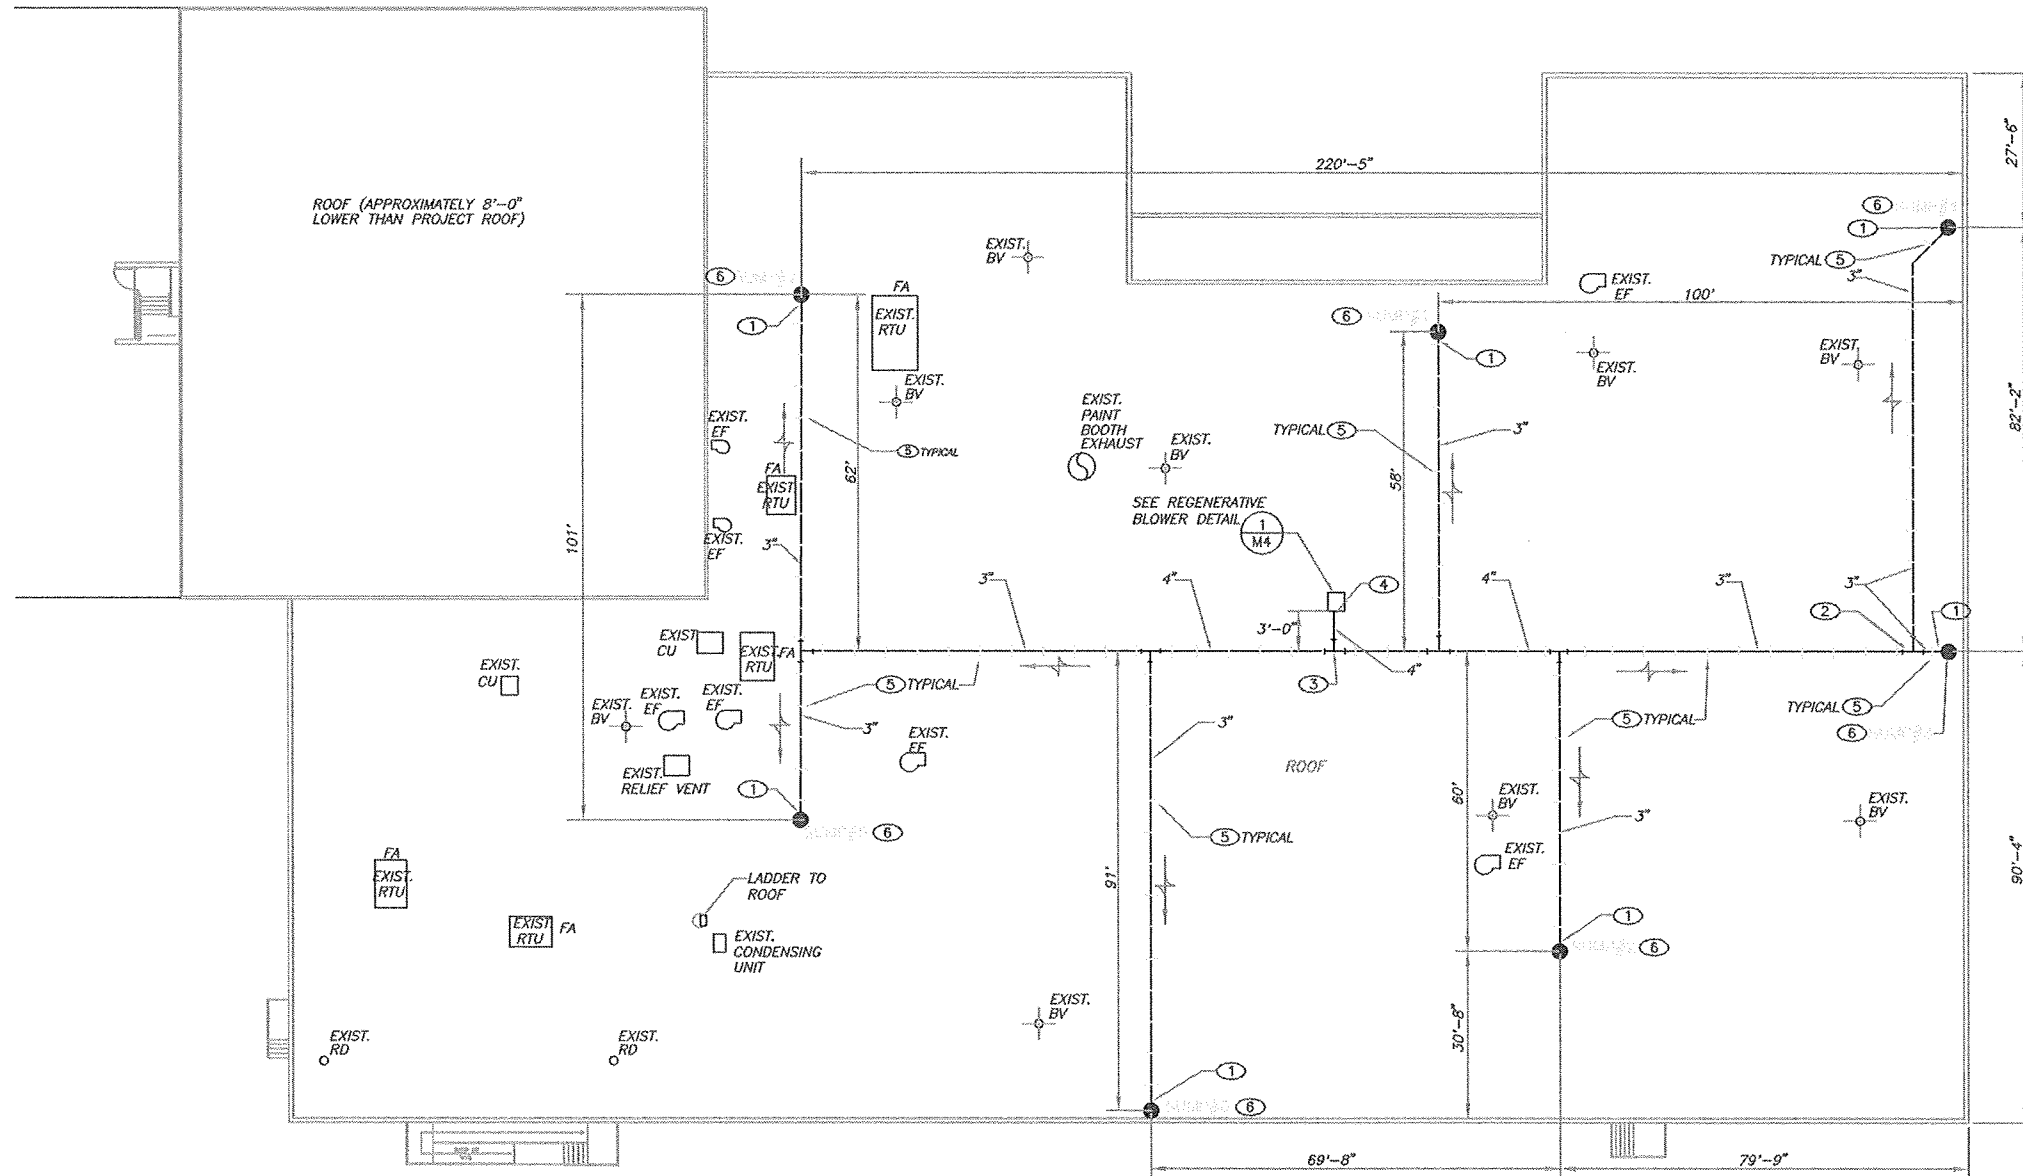 27'-6"
220'-5"
ROOF (APPROXIMATELY 8'-0"
LOWER THAN PROJECT ROOF)
6
1
TYPICAL 5
3"
EXIST.
BV
6
FA
EXIST.
RTU
1
EXIST.
EF
100'
6
1
EXIST.
BV
EXIST.
BV
EXIST.
BV
82'-2"
EXIST.
EF
5 TYPICAL
62'
EXIST.
PAINT
BOOTH
EXHAUST
EXIST.
BV
TYPICAL 5
3"
58'
FA
EXIST
RTU
EXIST.
EF
101'
3"
SEE REGENERATIVE
BLOWER DETAIL
1
M4
3"
4"
4
4"
3"
3"
2
1
3'-0"
4"
3
EXIST
CU
EXIST.
RTU
FA
EXIST.
CU
5 TYPICAL
3"
EXIST.
BV
EXIST.
EF
EXIST.
EF
EXIST.
EF
EXIST.
RELIEF VENT
1
6
3"
ROOF
5 TYPICAL
TYPICAL 5
6
5 TYPICAL
60'
EXIST.
BV
3"
EXIST.
BV
EXIST.
EF
91'
90'-4"
FA
EXIST.
RTU
EXIST
RTU
FA
LADDER TO
ROOF
EXIST.
CONDENSING
UNIT
1
6
30'-8"
EXIST.
BV
EXIST.
RD
EXIST.
RD
1
6
69'-8"
79'-9"